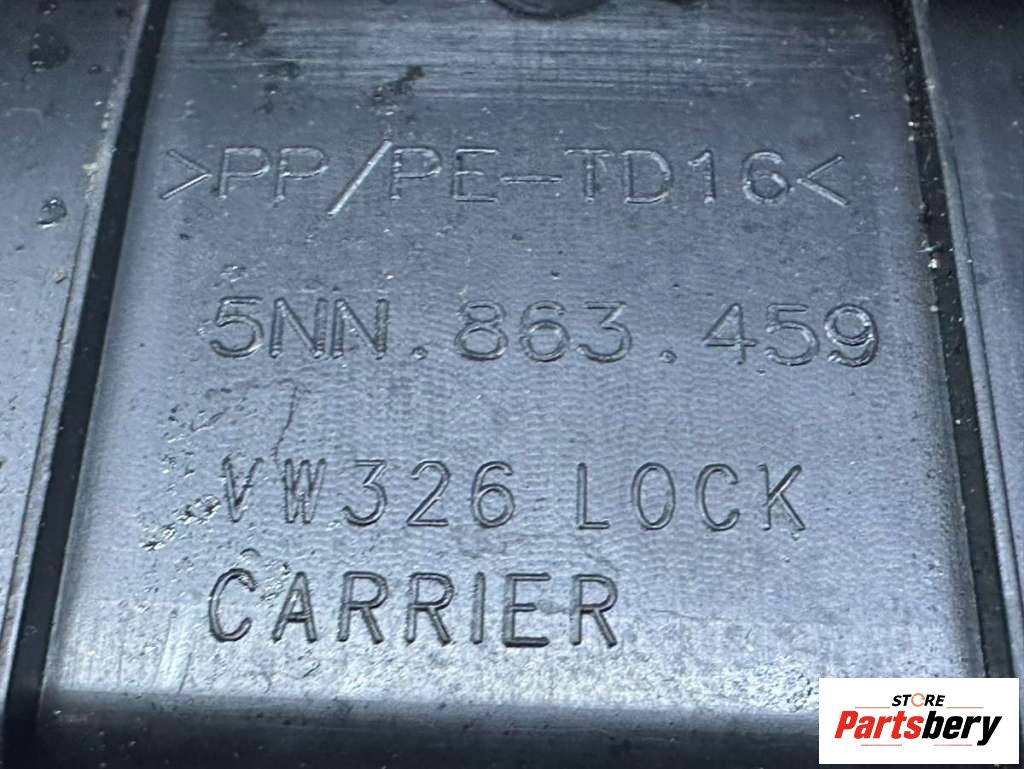 >PP/PE-TD16<
5NN.863.459
VW326 LOCK
CARRIER
STORE
Partsbery